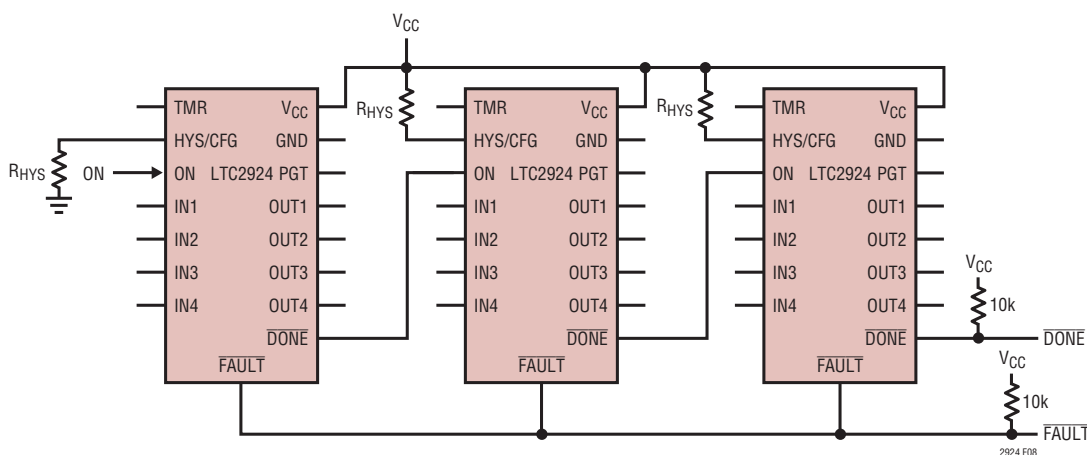 VCC
TMR VCC
HYS/CFG GND
ON LTC2924 PGT
IN1 OUT1
IN2 OUT2
IN3 OUT3
IN4 OUT4
DONE
FAULT
RHYS
ON
RHYS
TMR VCC
HYS/CFG GND
ON LTC2924 PGT
IN1 OUT1
IN2 OUT2
IN3 OUT3
IN4 OUT4
DONE
FAULT
RHYS
TMR VCC
HYS/CFG GND
ON LTC2924 PGT
IN1 OUT1
IN2 OUT2
IN3 OUT3
IN4 OUT4
DONE
FAULT
VCC
10k
DONE
VCC
10k
FAULT
2924 F08